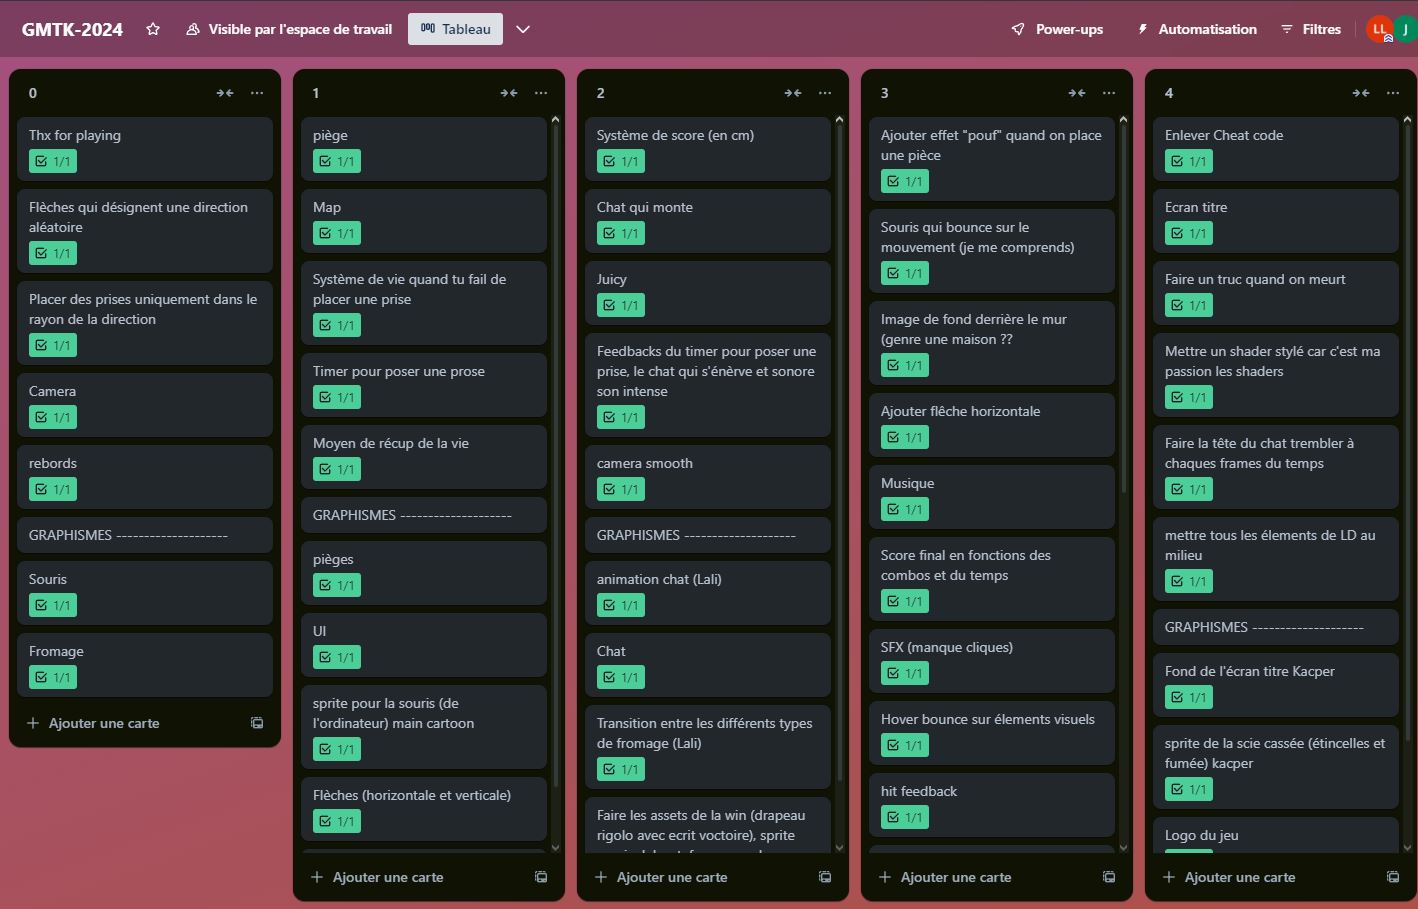 GMTK-2024
Visible par l'espace de travail
Tableau
Power-ups
Automatisation
Filtres
LL
J
0
Thx for playing
1/1
Flèches qui désignent une direction
aléatoire
1/1
Placer des prises uniquement dans le
rayon de la direction
1/1
Camera
1/1
rebords
1/1
GRAPHISMES --------------------
Souris
1/1
Fromage
1/1
Ajouter une carte
1
piège
1/1
Map
1/1
Système de vie quand tu fail de
placer une prise
1/1
Timer pour poser une prose
1/1
Moyen de récup de la vie
1/1
GRAPHISMES --------------------
pièges
1/1
UI
1/1
sprite pour la souris (de
l'ordinateur) main cartoon
1/1
Flèches (horizontale et verticale)
1/1
Ajouter une carte
2
Système de score (en cm)
1/1
Chat qui monte
1/1
Juicy
1/1
Feedbacks du timer pour poser une
prise, le chat qui s'énèrve et sonore
son intense
1/1
camera smooth
1/1
GRAPHISMES --------------------
animation chat (Lali)
1/1
Chat
1/1
Transition entre les différents types
de fromage (Lali)
1/1
Faire les assets de la win (drapeau
rigolo avec ecrit voctoire), sprite
Ajouter une carte
3
Ajouter effet "pouf" quand on place
une pièce
1/1
Souris qui bounce sur le
mouvement (je me comprends)
1/1
Image de fond derrière le mur
(genre une maison ??
1/1
Ajouter flêche horizontale
1/1
Musique
1/1
Score final en fonctions des
combos et du temps
1/1
SFX (manque cliques)
1/1
Hover bounce sur élements visuels
1/1
hit feedback
1/1
Ajouter une carte
4
Enlever Cheat code
1/1
Ecran titre
1/1
Faire un truc quand on meurt
1/1
Mettre un shader stylé car c'est ma
passion les shaders
1/1
Faire la tête du chat trembler à
chaques frames du temps
1/1
mettre tous les élements de LD au
milieu
1/1
GRAPHISMES --------------------
Fond de l'écran titre Kacper
1/1
sprite de la scie cassée (étincelles et
fumée) kacper
1/1
Logo du jeu
Ajouter une carte